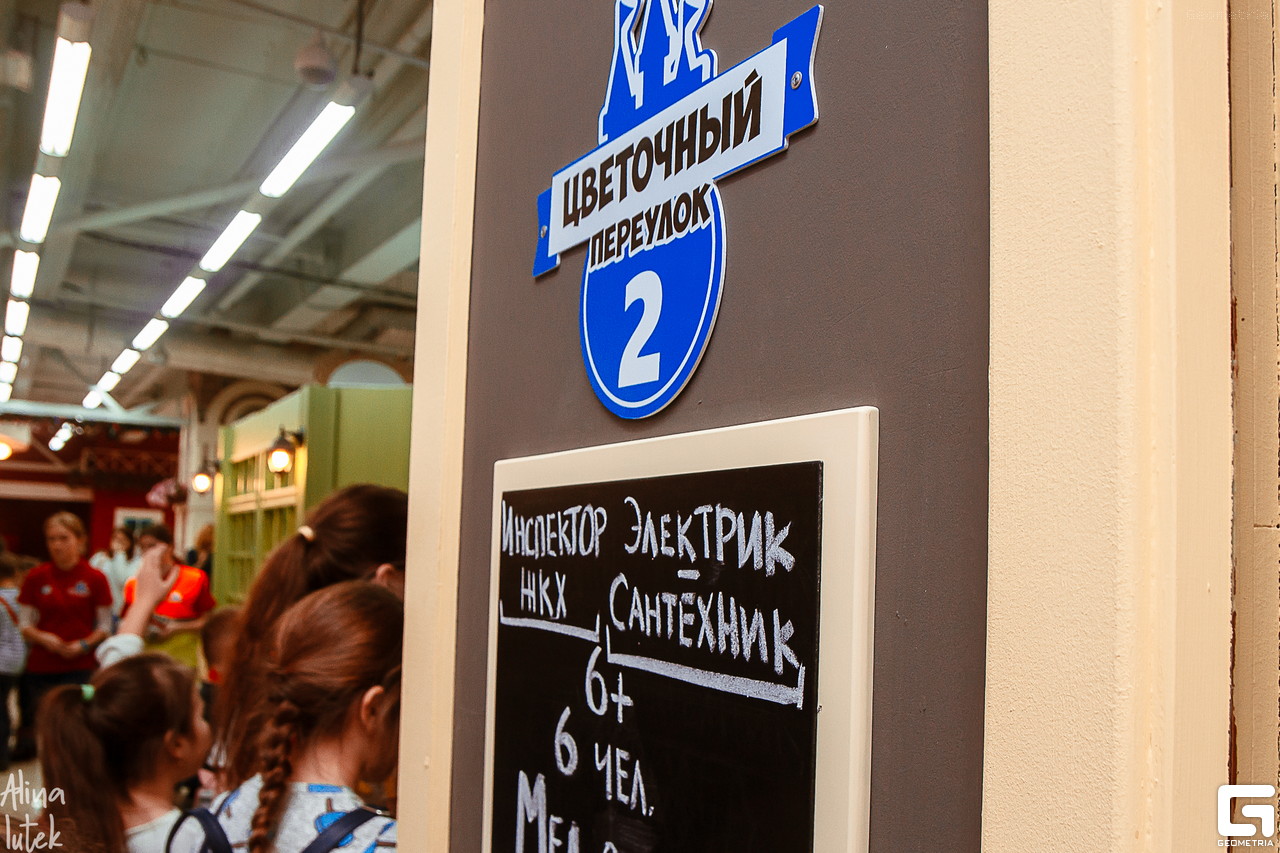 ЦВЕТОЧНЫЙ
ПЕРЕУЛОК
2
ИНСПЕКТОР ЭЛЕКТРИК
ЖКХ САНТЕХНИК
6+
6 ЧЕЛ.
Alina
lutek
GEOMETRIA